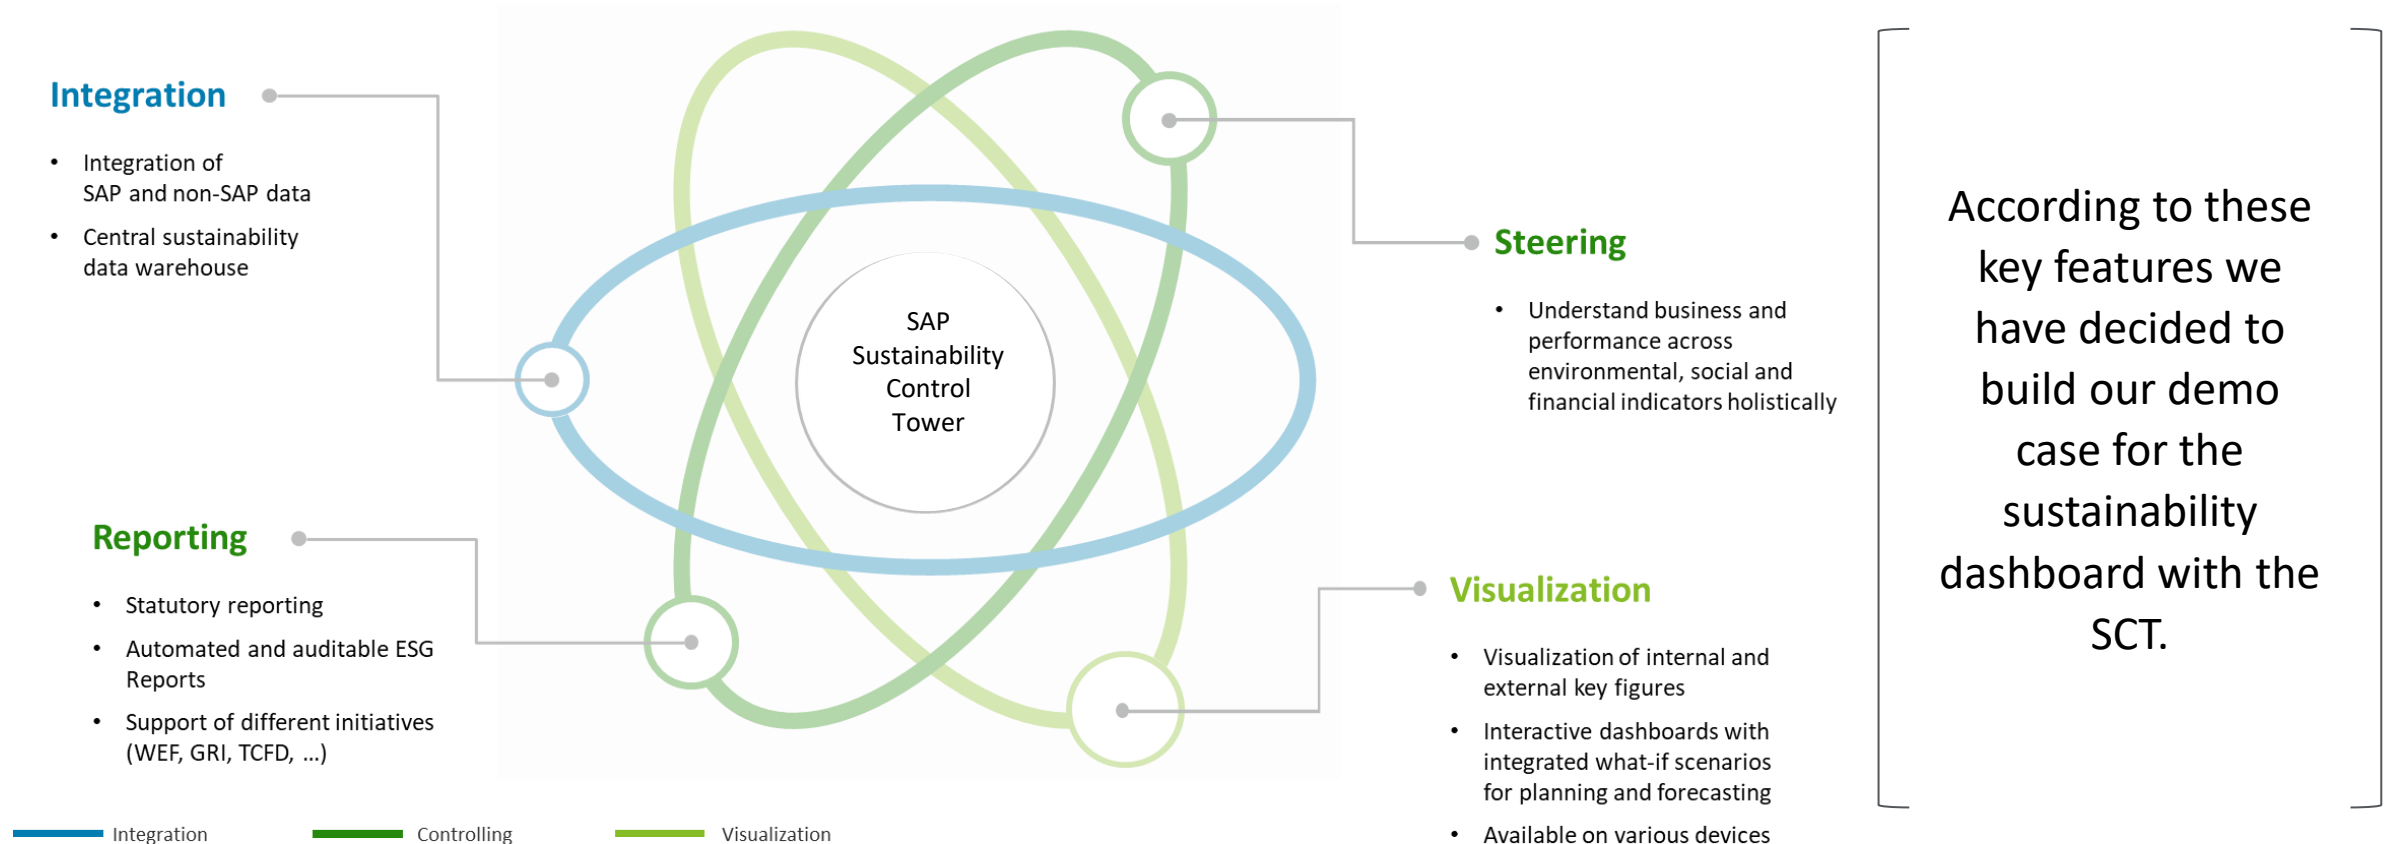 Integration
• Integration of
SAP and non-SAP data
• Central sustainability
data warehouse
Reporting
• Statutory reporting
• Automated and auditable ESG
Reports
• Support of different initiatives
(WEF, GRI, TCFD, ...)
SAP
Sustainability
Control
Tower
Steering
• Understand business and
performance across
environmental, social and
financial indicators holistically
Visualization
• Visualization of internal and
external key figures
• Interactive dashboards with
integrated what-if scenarios
for planning and forecasting
• Available on various devices
According to these
key features we
have decided to
build our demo
case for the
sustainability
dashboard with the
SCT.
Integration
Controlling
Visualization